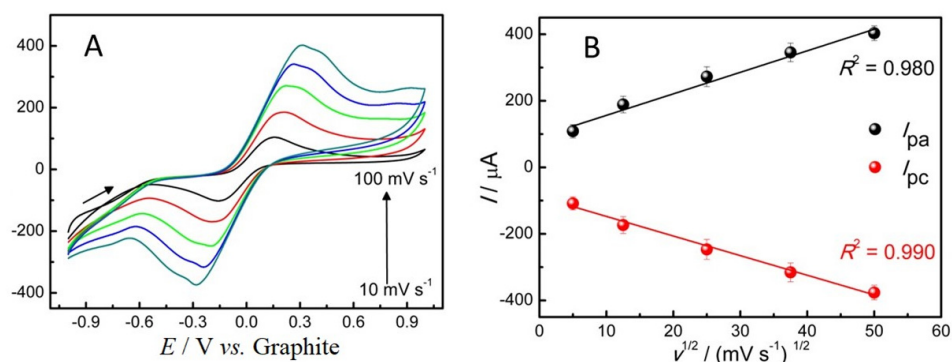 A
400
200
0
-200
-400
100 mV s⁻¹
10 mV s⁻¹
-0.9 -0.6 -0.3 0.0 0.3 0.6 0.9
E / V vs. Graphite
B
I / µA
400
200
0
-200
-400
R² = 0.980
Ipa
Ipc
R² = 0.990
0 10 20 30 40 50 60
v¹/² / (mV s⁻¹) ¹/²